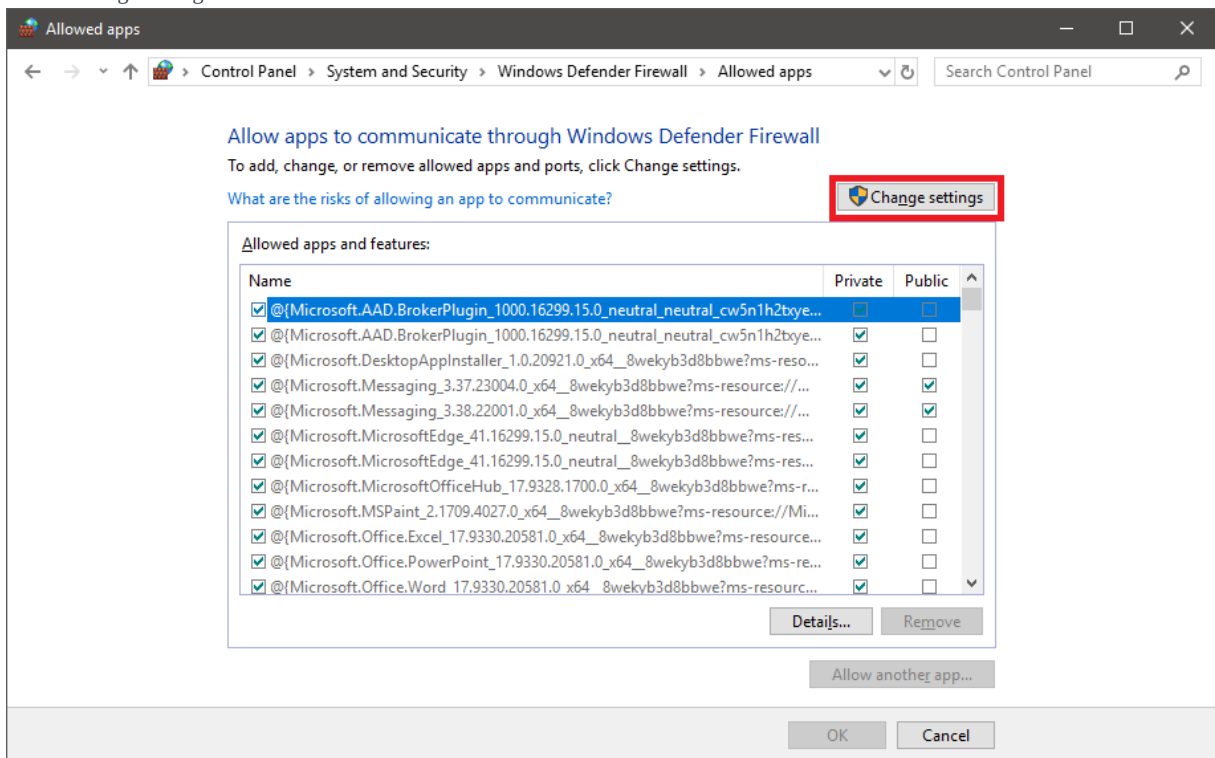 Allowed apps
Control Panel > System and Security > Windows Defender Firewall > Allowed apps
Search Control Panel
Allow apps to communicate through Windows Defender Firewall
To add, change, or remove allowed apps and ports, click Change settings.
What are the risks of allowing an app to communicate?
Change settings
Allowed apps and features:
Name Private Public
@{Microsoft.AAD.BrokerPlugin_1000.16299.15.0_neutral_neutral_cw5n1h2txye...
@{Microsoft.AAD.BrokerPlugin_1000.16299.15.0_neutral_neutral_cw5n1h2txye...
@{Microsoft.DesktopAppInstaller_1.0.20921.0_x64__8wekyb3d8bbwe?ms-reso...
@{Microsoft.Messaging_3.37.23004.0_x64__8wekyb3d8bbwe?ms-resource://...
@{Microsoft.Messaging_3.38.22001.0_x64__8wekyb3d8bbwe?ms-resource://...
@{Microsoft.MicrosoftEdge_41.16299.15.0_neutral__8wekyb3d8bbwe?ms-res...
@{Microsoft.MicrosoftEdge_41.16299.15.0_neutral__8wekyb3d8bbwe?ms-res...
@{Microsoft.MicrosoftOfficeHub_17.9328.1700.0_x64__8wekyb3d8bbwe?ms-r...
@{Microsoft.MSPaint_2.1709.4027.0_x64__8wekyb3d8bbwe?ms-resource://Mi...
@{Microsoft.Office.Excel_17.9330.20581.0_x64__8wekyb3d8bbwe?ms-resource...
@{Microsoft.Office.PowerPoint_17.9330.20581.0_x64__8wekyb3d8bbwe?ms-re...
@{Microsoft.Office.Word_17.9330.20581.0_x64__8wekyb3d8bbwe?ms-resourc...
Details... Remove
Allow another app...
OK Cancel